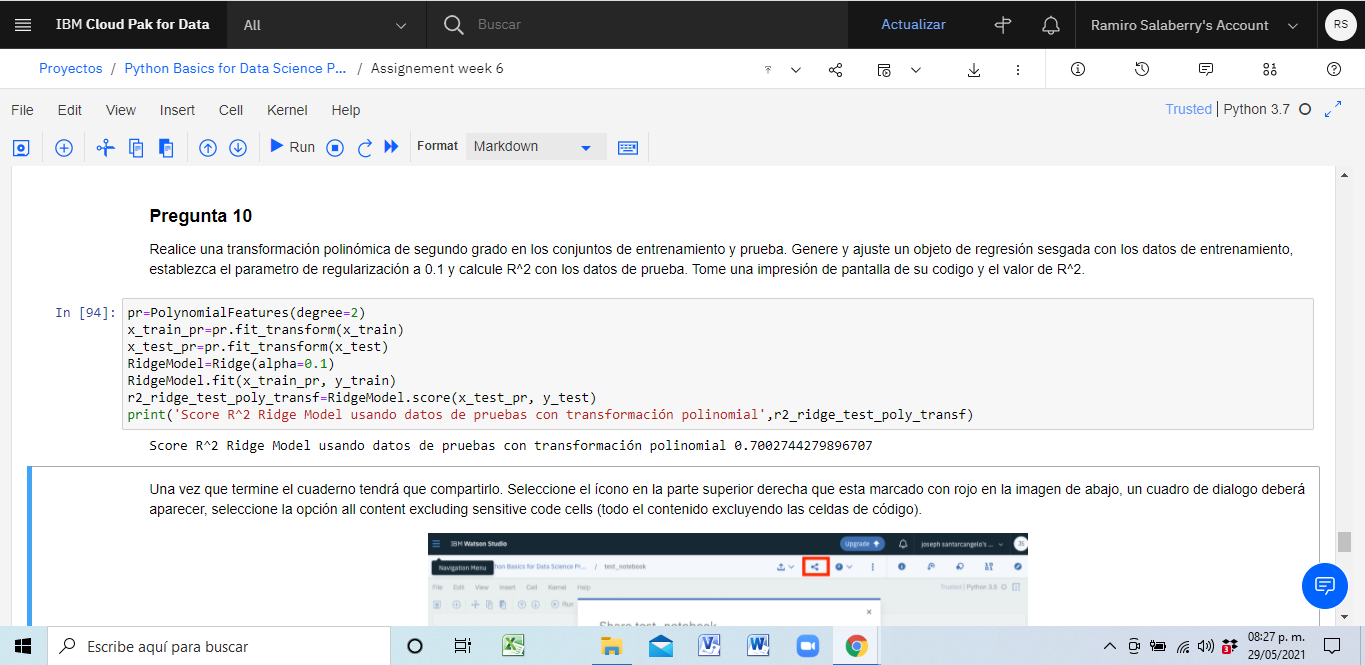 IBM Cloud Pak for Data
All
Buscar
Actualizar
Ramiro Salaberry's Account
RS
Proyectos / Python Basics for Data Science P... / Assignement week 6
File Edit View Insert Cell Kernel Help
Trusted | Python 3.7
Run
Format
Markdown
Pregunta 10
Realice una transformación polinómica de segundo grado en los conjuntos de entrenamiento y prueba. Genere y ajuste un objeto de regresión sesgada con los datos de entrenamiento,
establezca el parametro de regularización a 0.1 y calcule R^2 con los datos de prueba. Tome una impresión de pantalla de su codigo y el valor de R^2.
In [94]:
pr=PolynomialFeatures(degree=2)
x_train_pr=pr.fit_transform(x_train)
x_test_pr=pr.fit_transform(x_test)
RidgeModel=Ridge(alpha=0.1)
RidgeModel.fit(x_train_pr, y_train)
r2_ridge_test_poly_transf=RidgeModel.score(x_test_pr, y_test)
print('Score R^2 Ridge Model usando datos de pruebas con transformación polinomial',r2_ridge_test_poly_transf)
Score R^2 Ridge Model usando datos de pruebas con transformación polinomial 0.7002744279896707
Una vez que termine el cuaderno tendrá que compartirlo. Seleccione el ícono en la parte superior derecha que esta marcado con rojo en la imagen de abajo, un cuadro de dialogo deberá
aparecer, seleccione la opción all content excluding sensitive code cells (todo el contenido excluyendo las celdas de código).
IBM Watson Studio
Upgrade
joseph santarcangelo's ...
JS
Navigation Menu
hon Basics for Data Science Pr... / test_notebook
File Edit View Insert Cell Kernel Help
Trusted | Python 3.5
Run
Share test_notebook
Escribe aquí para buscar
3
08:27 p. m.
29/05/2021